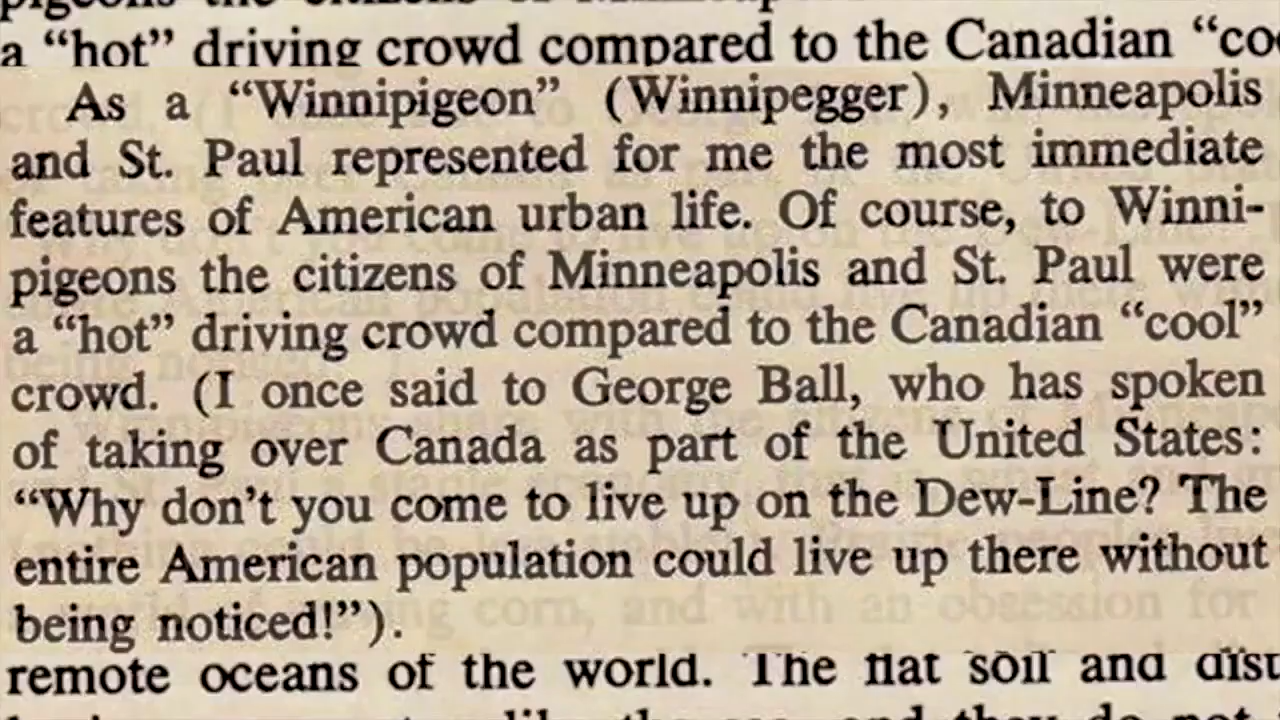 a “hot” driving crowd compared to the Canadian
As a “Winnipigeon” (Winnipegger), Minneapolis
and St. Paul represented for me the most immediate
features of American urban life. Of course, to Winni-
pigeons the citizens of Minneapolis and St. Paul were
a “hot” driving crowd compared to the Canadian “cool”
crowd. (I once said to George Ball, who has spoken
of taking over Canada as part of the United States:
“Why don’t you come to live up on the Dew-Line? The
entire American population could live up there without
being noticed!”).
remote oceans of the world. The flat soil and